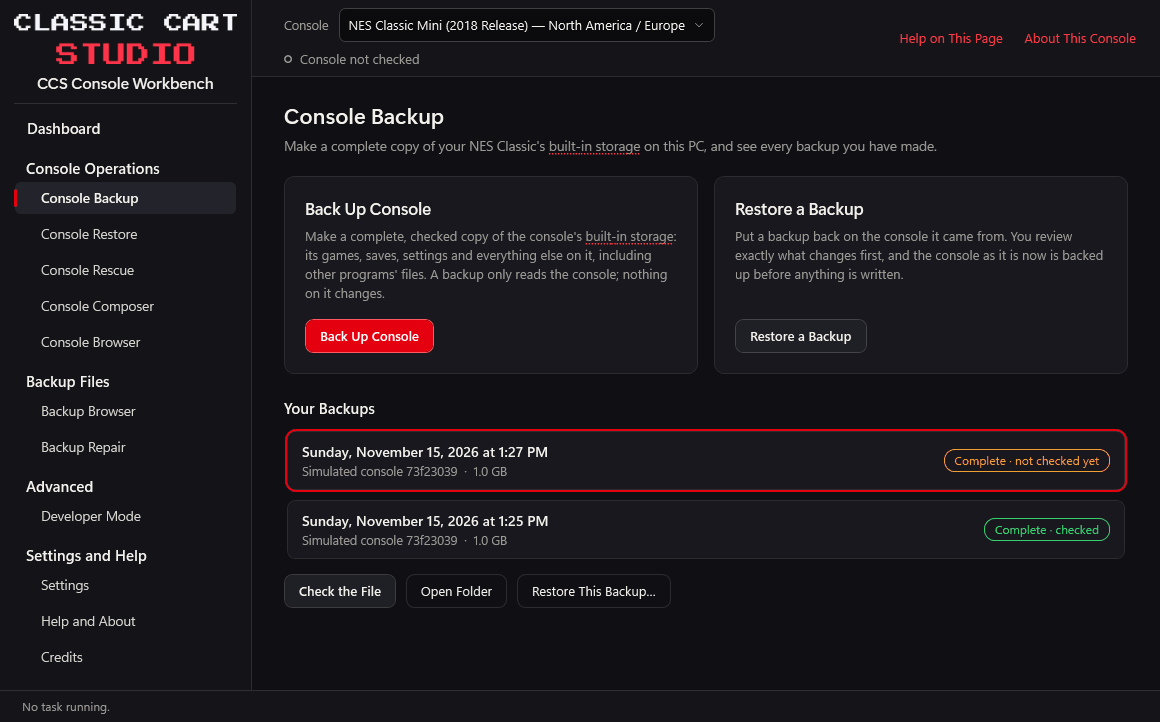 CLASSIC CART
STUDIO
CCS Console Workbench
Dashboard
Console Operations
Console Backup
Console Restore
Console Rescue
Console Composer
Console Browser
Backup Files
Backup Browser
Backup Repair
Advanced
Developer Mode
Settings and Help
Settings
Help and About
Credits
Console
NES Classic Mini (2018 Release) — North America / Europe
Console not checked
Help on This Page
About This Console
Console Backup
Make a complete copy of your NES Classic's built-in storage on this PC, and see every backup you have made.
Back Up Console
Make a complete, checked copy of the console's built-in storage:
its games, saves, settings and everything else on it, including
other programs' files. A backup only reads the console; nothing
on it changes.
Back Up Console
Restore a Backup
Put a backup back on the console it came from. You review
exactly what changes first, and the console as it is now is backed
up before anything is written.
Restore a Backup
Your Backups
Sunday, November 15, 2026 at 1:27 PM
Simulated console 73f23039 · 1.0 GB
Complete · not checked yet
Sunday, November 15, 2026 at 1:25 PM
Simulated console 73f23039 · 1.0 GB
Complete · checked
Check the File
Open Folder
Restore This Backup...
No task running.